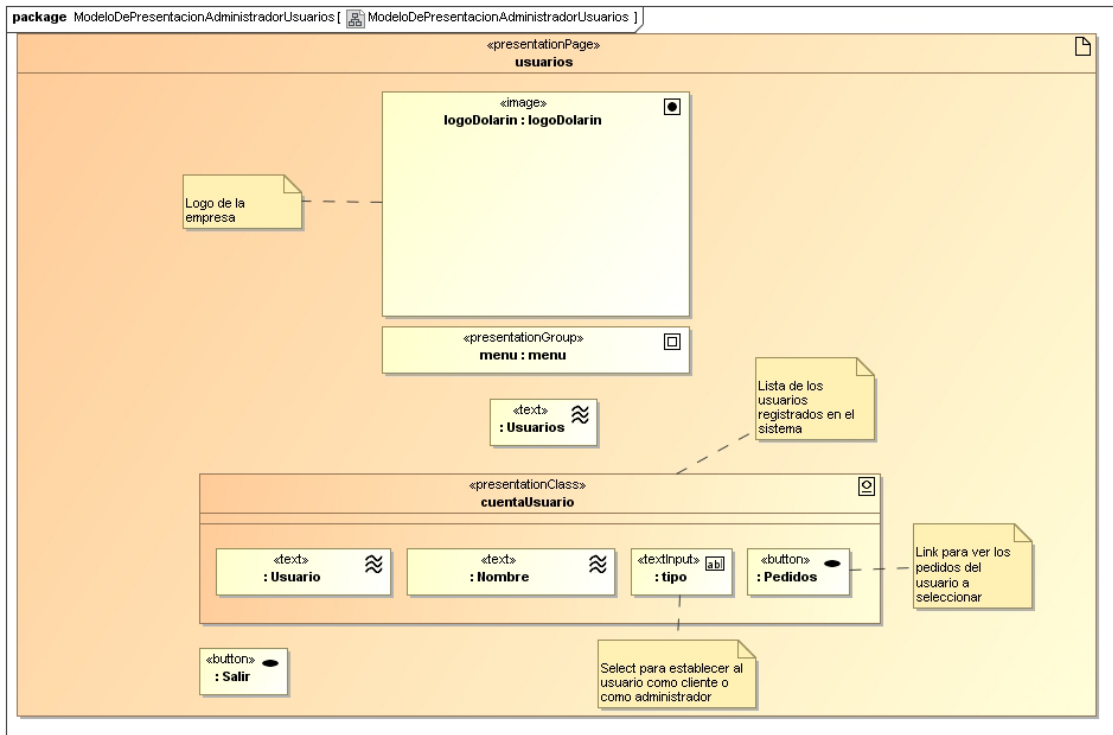 package ModeloDePresentacionAdministradorUsuarios [ ModeloDePresentacionAdministradorUsuarios ]
«presentationPage»
usuarios
«image»
logoDolarin : logoDolarin
Logo de la
empresa
«presentationGroup»
menu : menu
«text»
: Usuarios
Lista de los
usuarios
registrados en el
sistema
«presentationClass»
cuentaUsuario
«text»
: Usuario
«text»
: Nombre
«textInput»
: tipo
ab
«button»
: Pedidos
Link para ver los
pedidos del
usuario a
seleccionar
«button»
: Salir
Select para establecer al
usuario como cliente o
como administrador